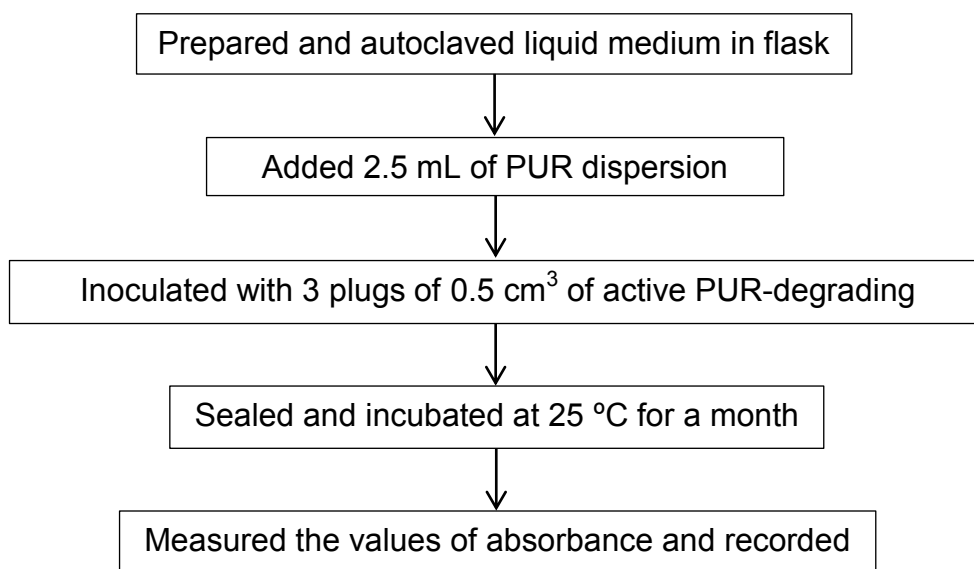 Prepared and autoclaved liquid medium in flask
Added 2.5 mL of PUR dispersion
Inoculated with 3 plugs of 0.5 cm³ of active PUR-degrading
Sealed and incubated at 25 ºC for a month
Measured the values of absorbance and recorded